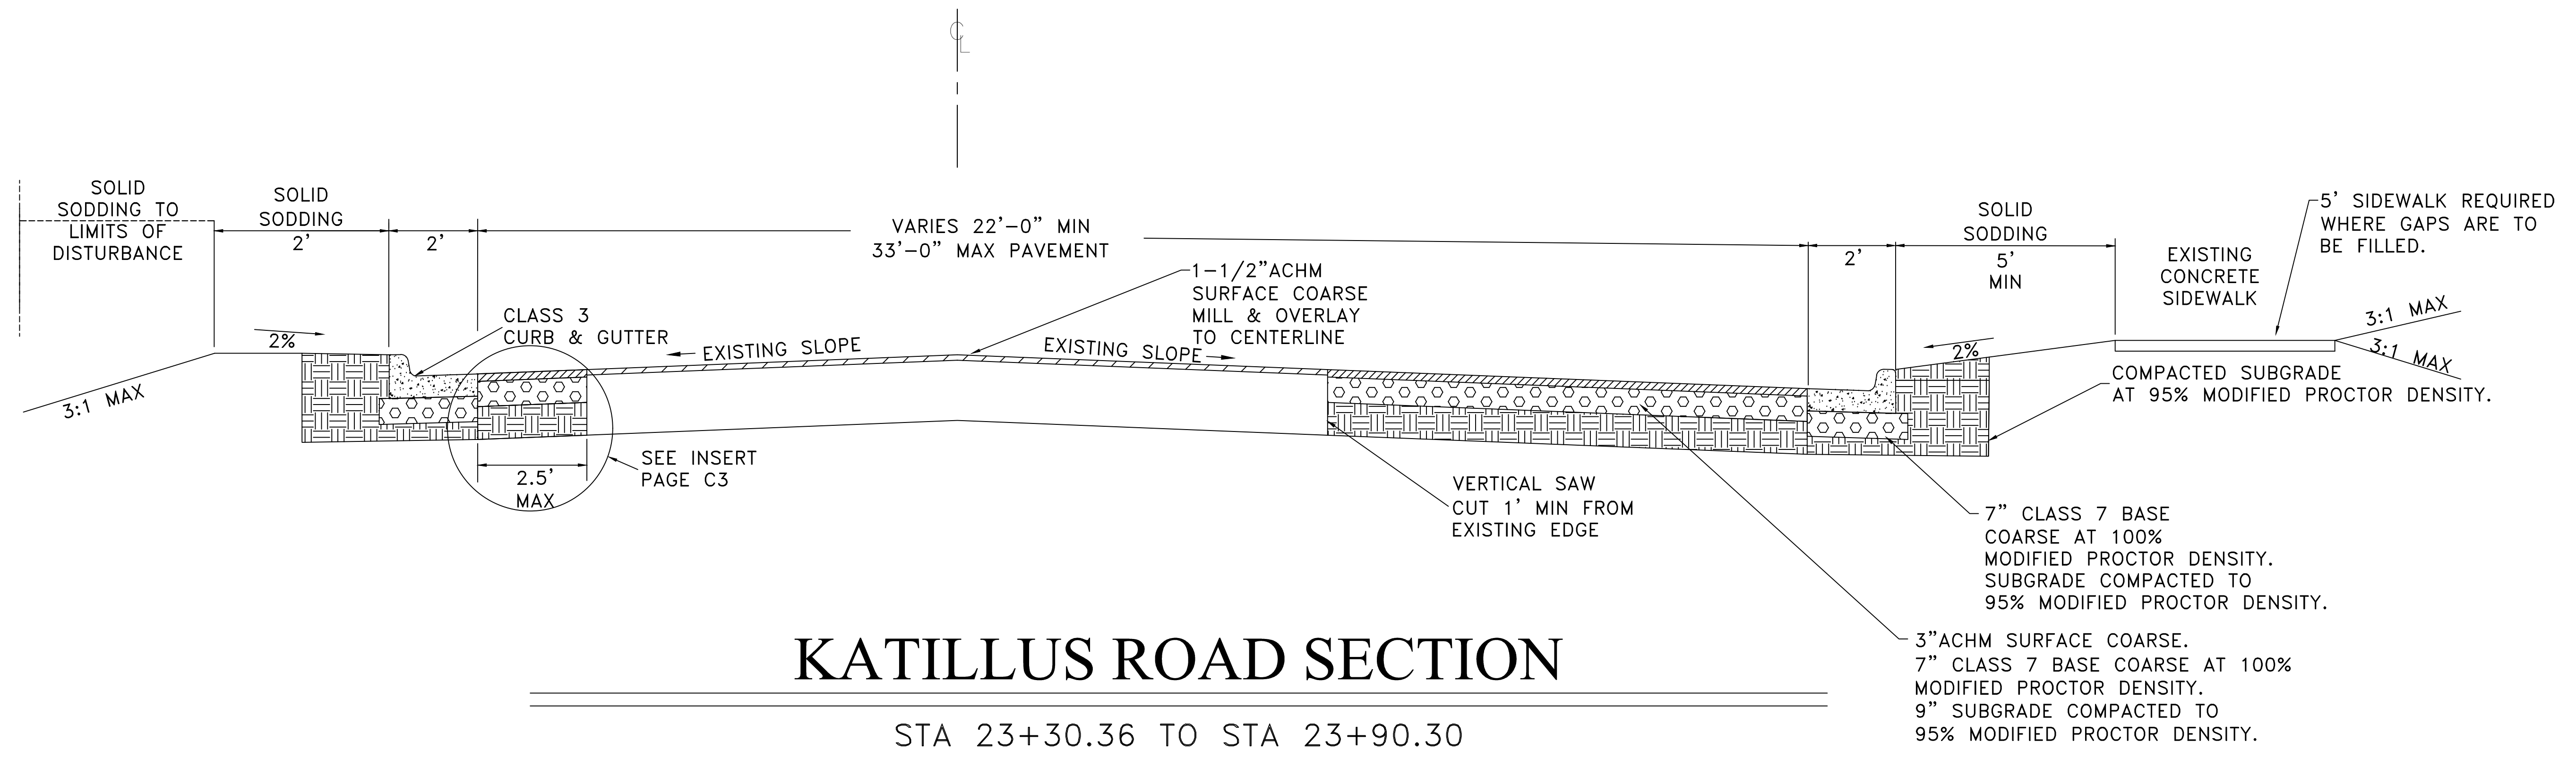 CL
SOLID
SODDING TO
LIMITS OF
DISTURBANCE
SOLID
SODDING
2'
2'
VARIES 22'-0" MIN
33'-0" MAX PAVEMENT
2'
SOLID
SODDING
5'
MIN
EXISTING
CONCRETE
SIDEWALK
5' SIDEWALK REQUIRED
WHERE GAPS ARE TO
BE FILLED.
1-1/2"ACHM
SURFACE COARSE
MILL & OVERLAY
TO CENTERLINE
CLASS 3
CURB & GUTTER
2%
3:1 MAX
EXISTING SLOPE
EXISTING SLOPE
2%
3:1 MAX
3:1 MAX
COMPACTED SUBGRADE
AT 95% MODIFIED PROCTOR DENSITY.
2.5'
MAX
SEE INSERT
PAGE C3
VERTICAL SAW
CUT 1' MIN FROM
EXISTING EDGE
7" CLASS 7 BASE
COARSE AT 100%
MODIFIED PROCTOR DENSITY.
SUBGRADE COMPACTED TO
95% MODIFIED PROCTOR DENSITY.
3"ACHM SURFACE COARSE.
7" CLASS 7 BASE COARSE AT 100%
MODIFIED PROCTOR DENSITY.
9" SUBGRADE COMPACTED TO
95% MODIFIED PROCTOR DENSITY.
KATILLUS ROAD SECTION
STA 23+30.36 TO STA 23+90.30